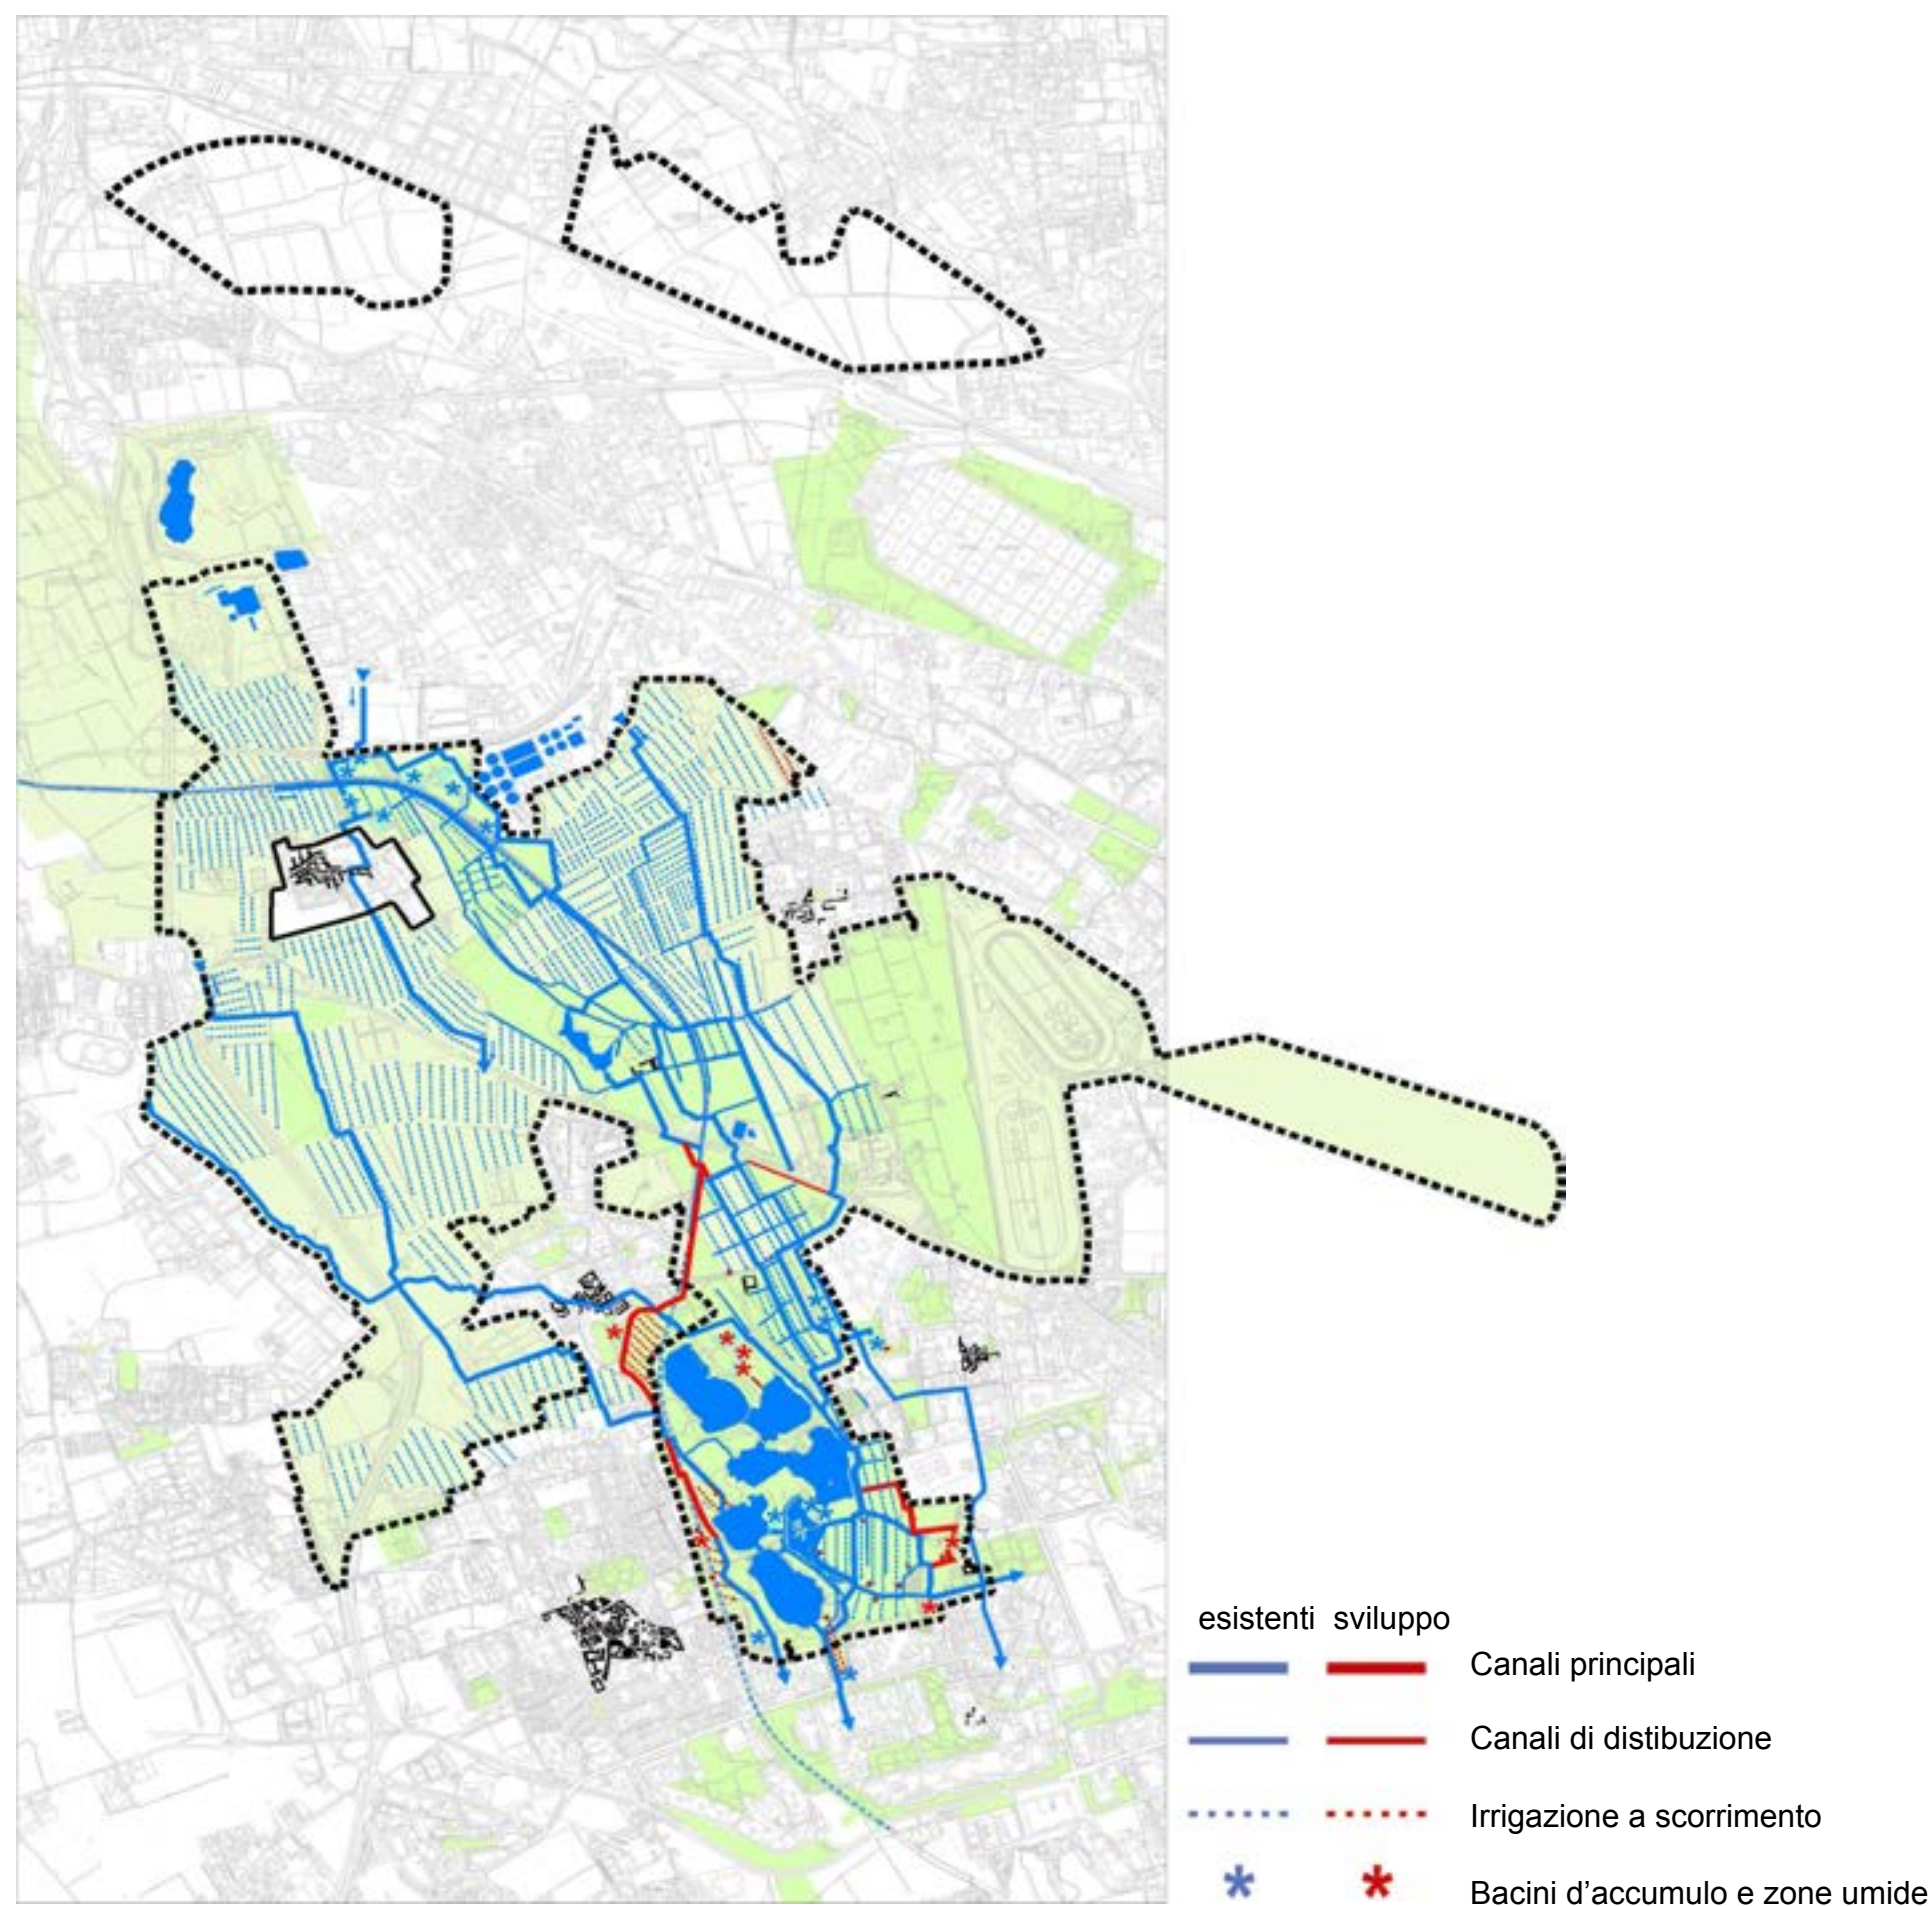 esistenti sviluppo
Canali principali
Canali di distibuzione
Irrigazione a scorrimento
Bacini d'accumulo e zone umide